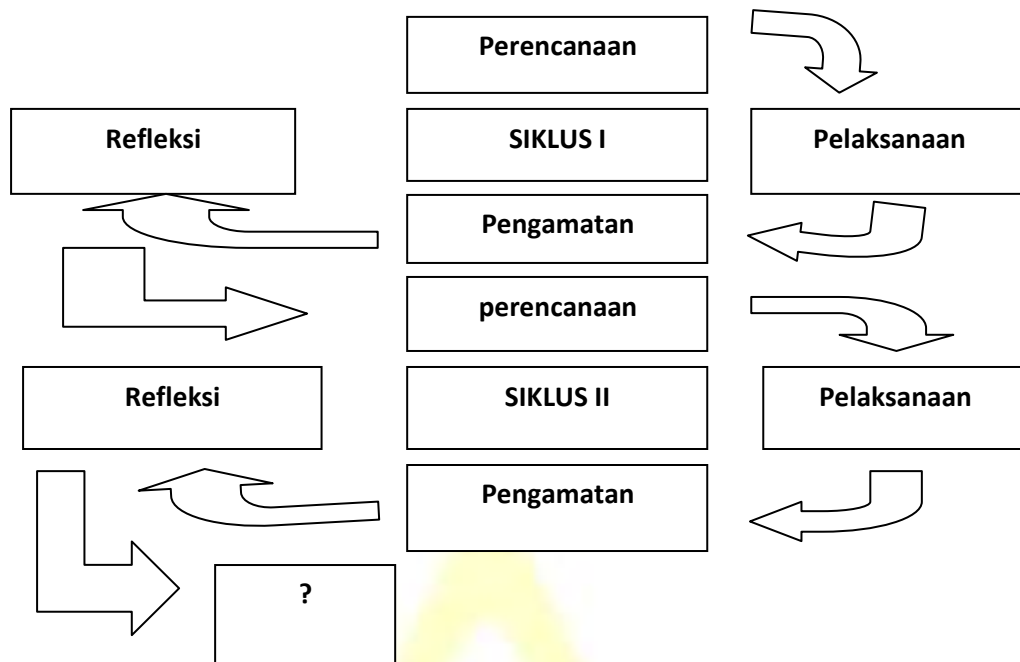 Perencanaan
Refleksi
SIKLUS I
Pelaksanaan
Pengamatan
perencanaan
Refleksi
SIKLUS II
Pelaksanaan
Pengamatan
?